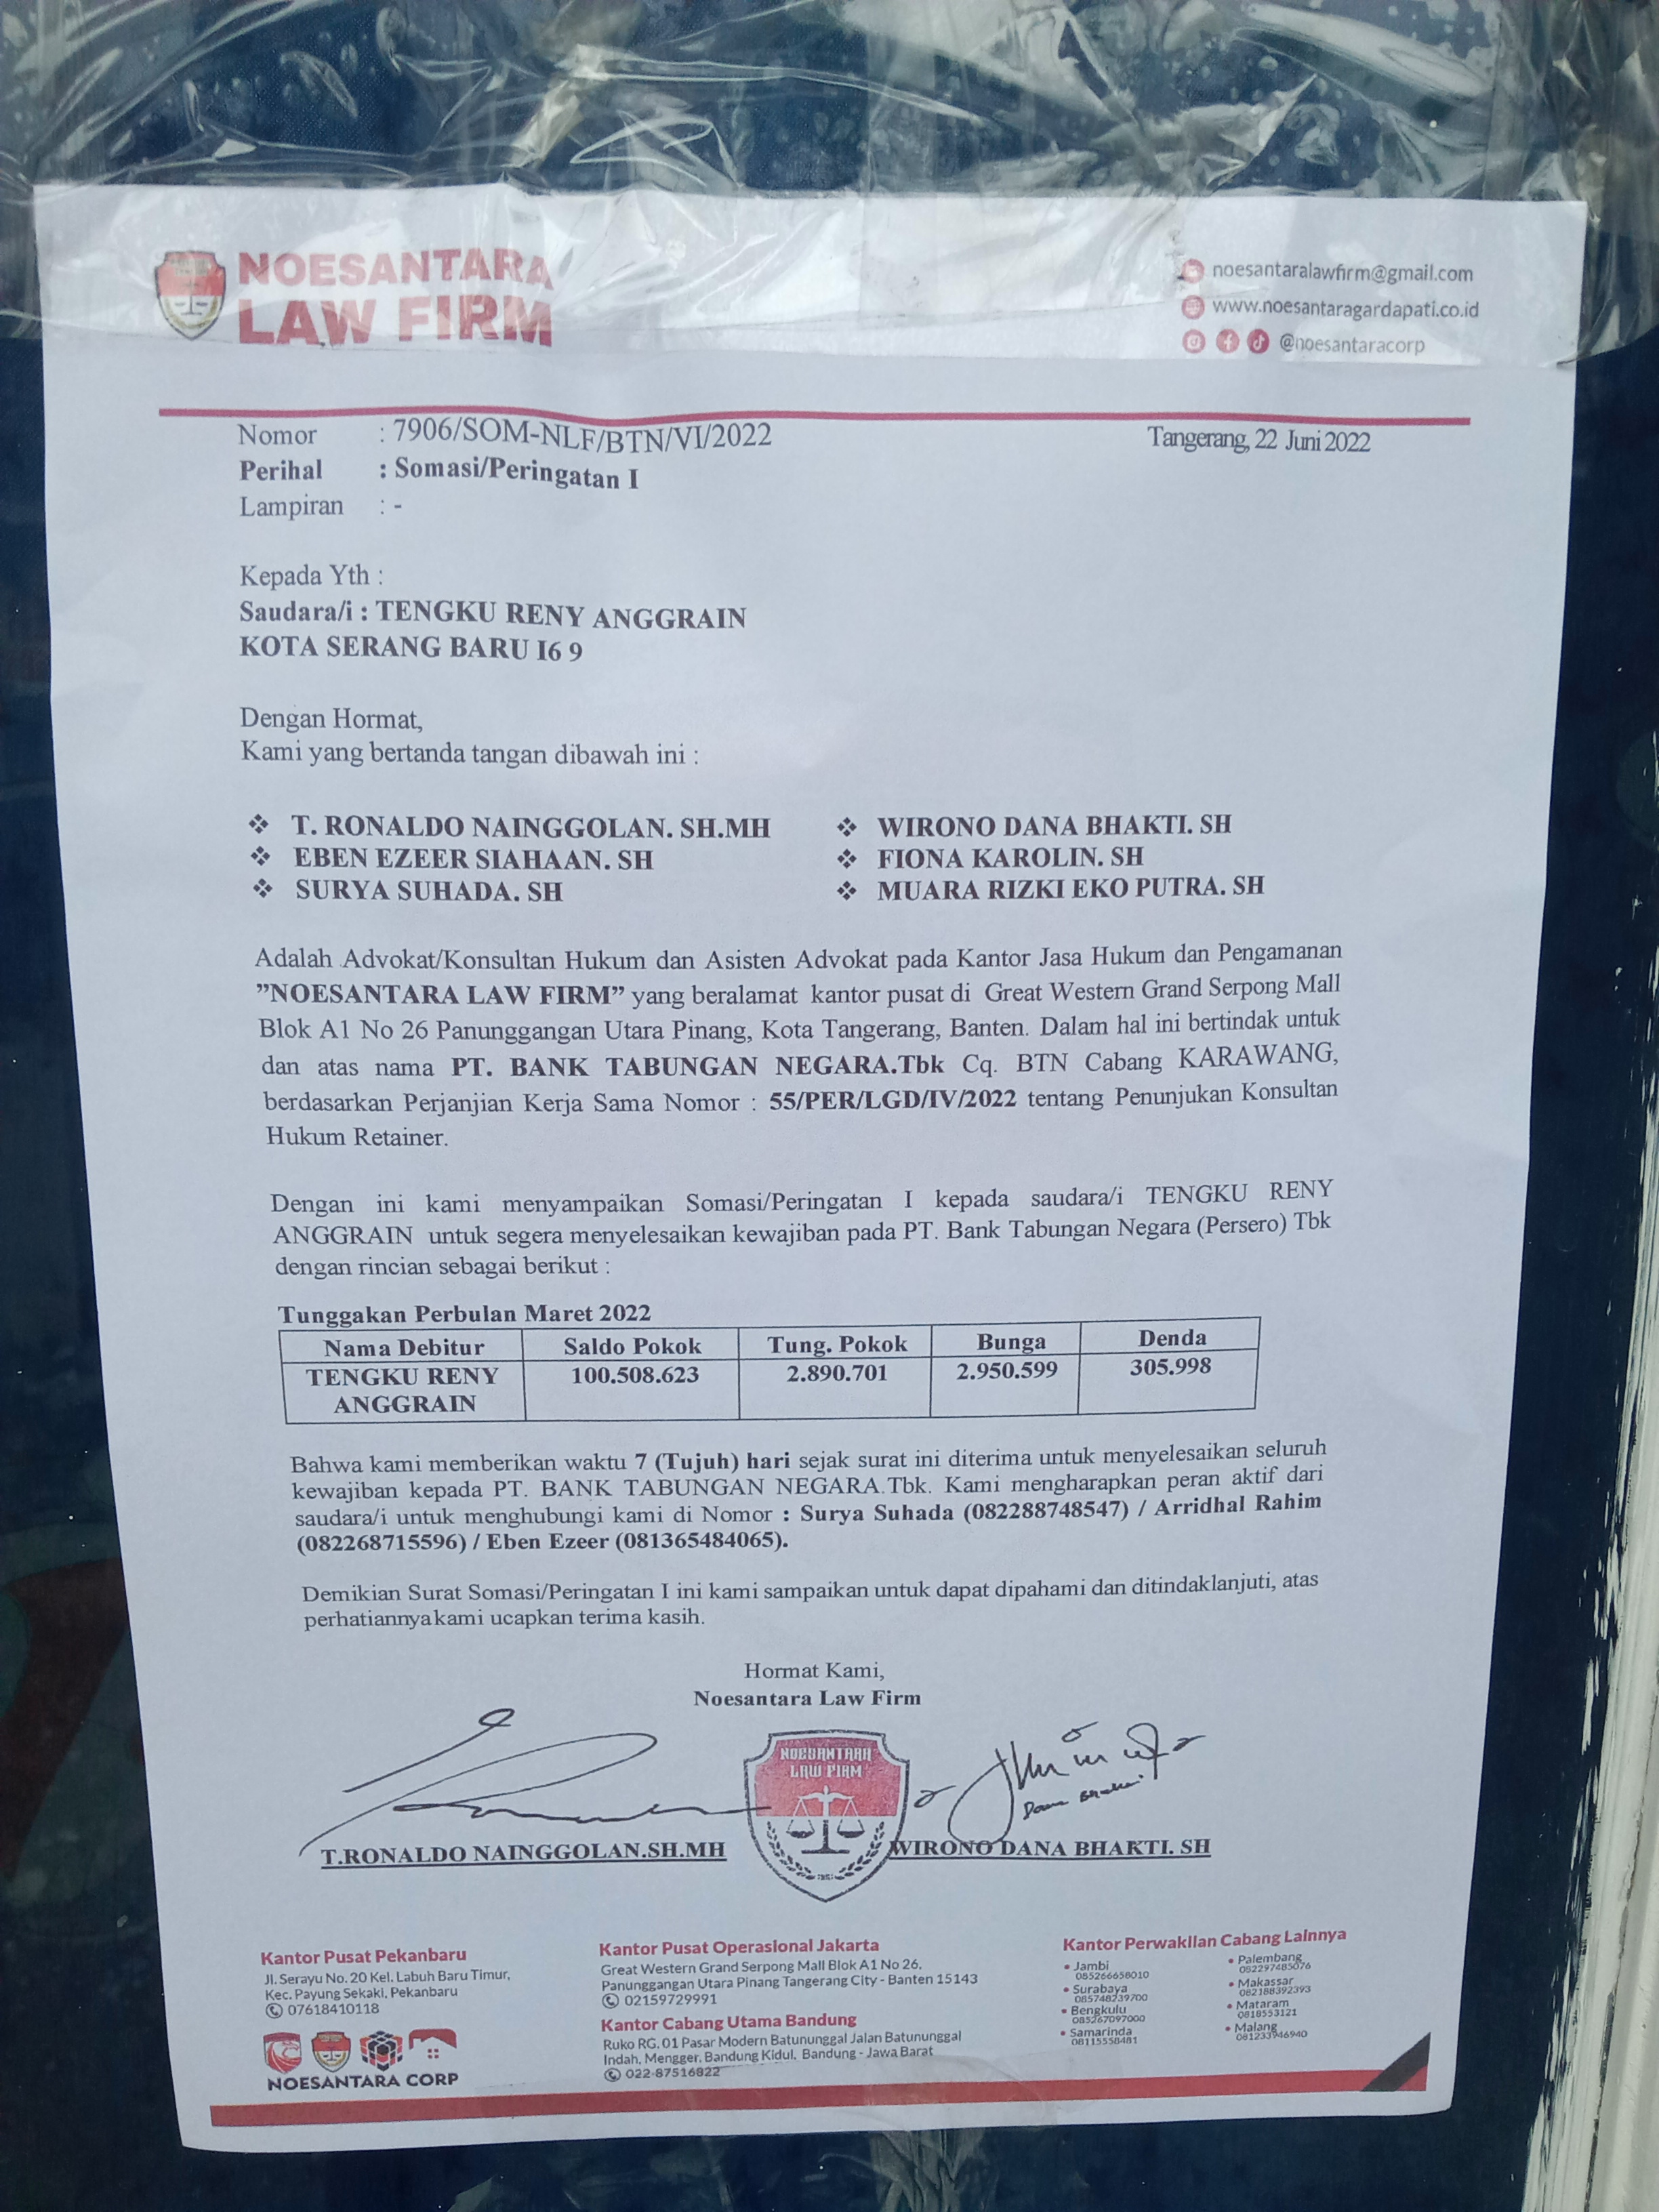 NOESANTARA
LAW FIRM
noesantaralawfirm@gmail.com
www.noesantaragardapati.co.id
@noesantaracorp
Nomor : 7906/SOM-NLF/BTN/VI/2022
Tangerang, 22 Juni 2022
Perihal : Somasi/Peringatan I
Lampiran : -
Kepada Yth :
Saudara/i : TENGKU RENY ANGGRAIN
KOTA SERANG BARU I6 9
Dengan Hormat,
Kami yang bertanda tangan dibawah ini :
❖ T. RONALDO NAINGGOLAN. SH.MH ❖ WIRONO DANA BHAKTI. SH
❖ EBEN EZEER SIAHAAN. SH ❖ FIONA KAROLIN. SH
❖ SURYA SUHADA. SH ❖ MUARA RIZKI EKO PUTRA. SH
Adalah Advokat/Konsultan Hukum dan Asisten Advokat pada Kantor Jasa Hukum dan Pengamanan
”NOESANTARA LAW FIRM” yang beralamat kantor pusat di Great Western Grand Serpong Mall
Blok A1 No 26 Panunggangan Utara Pinang, Kota Tangerang, Banten. Dalam hal ini bertindak untuk
dan atas nama PT. BANK TABUNGAN NEGARA.Tbk Cq. BTN Cabang KARAWANG,
berdasarkan Perjanjian Kerja Sama Nomor : 55/PER/LGD/IV/2022 tentang Penunjukan Konsultan
Hukum Retainer.
Dengan ini kami menyampaikan Somasi/Peringatan I kepada saudara/i TENGKU RENY
ANGGRAIN untuk segera menyelesaikan kewajiban pada PT. Bank Tabungan Negara (Persero) Tbk
dengan rincian sebagai berikut :
Tunggakan Perbulan Maret 2022
Nama Debitur Saldo Pokok Tung. Pokok Bunga Denda
TENGKU RENY 100.508.623 2.890.701 2.950.599 305.998
ANGGRAIN
Bahwa kami memberikan waktu 7 (Tujuh) hari sejak surat ini diterima untuk menyelesaikan seluruh
kewajiban kepada PT. BANK TABUNGAN NEGARA.Tbk. Kami mengharapkan peran aktif dari
saudara/i untuk menghubungi kami di Nomor : Surya Suhada (082288748547) / Arridhal Rahim
(082268715596) / Eben Ezeer (081365484065).
Demikian Surat Somasi/Peringatan I ini kami sampaikan untuk dapat dipahami dan ditindaklanjuti, atas
perhatiannya kami ucapkan terima kasih.
Hormat Kami,
Noesantara Law Firm
NOESANTARA
LAW FIRM
T.RONALDO NAINGGOLAN.SH.MH
WIRONO DANA BHAKTI. SH
Kantor Pusat Pekanbaru
Jl. Serayu No. 20 Kel. Labuh Baru Timur,
Kec. Payung Sekaki, Pekanbaru
07618410118
NOESANTARA CORP
Kantor Pusat Operasional Jakarta
Great Western Grand Serpong Mall Blok A1 No 26,
Panunggangan Utara Pinang Tangerang City - Banten 15143
02159729991
Kantor Cabang Utama Bandung
Ruko RG. 01 Pasar Modern Batununggal Jalan Batununggal
Indah, Mengger, Bandung Kidul, Bandung - Jawa Barat
022-87516822
Kantor Perwakilan Cabang Lainnya
• Jambi
085266658010
• Surabaya
085748239700
• Bengkulu
085267097000
• Samarinda
08115558481
• Palembang
082297485076
• Makassar
082188392393
• Mataram
0818553121
• Malang
081233946940